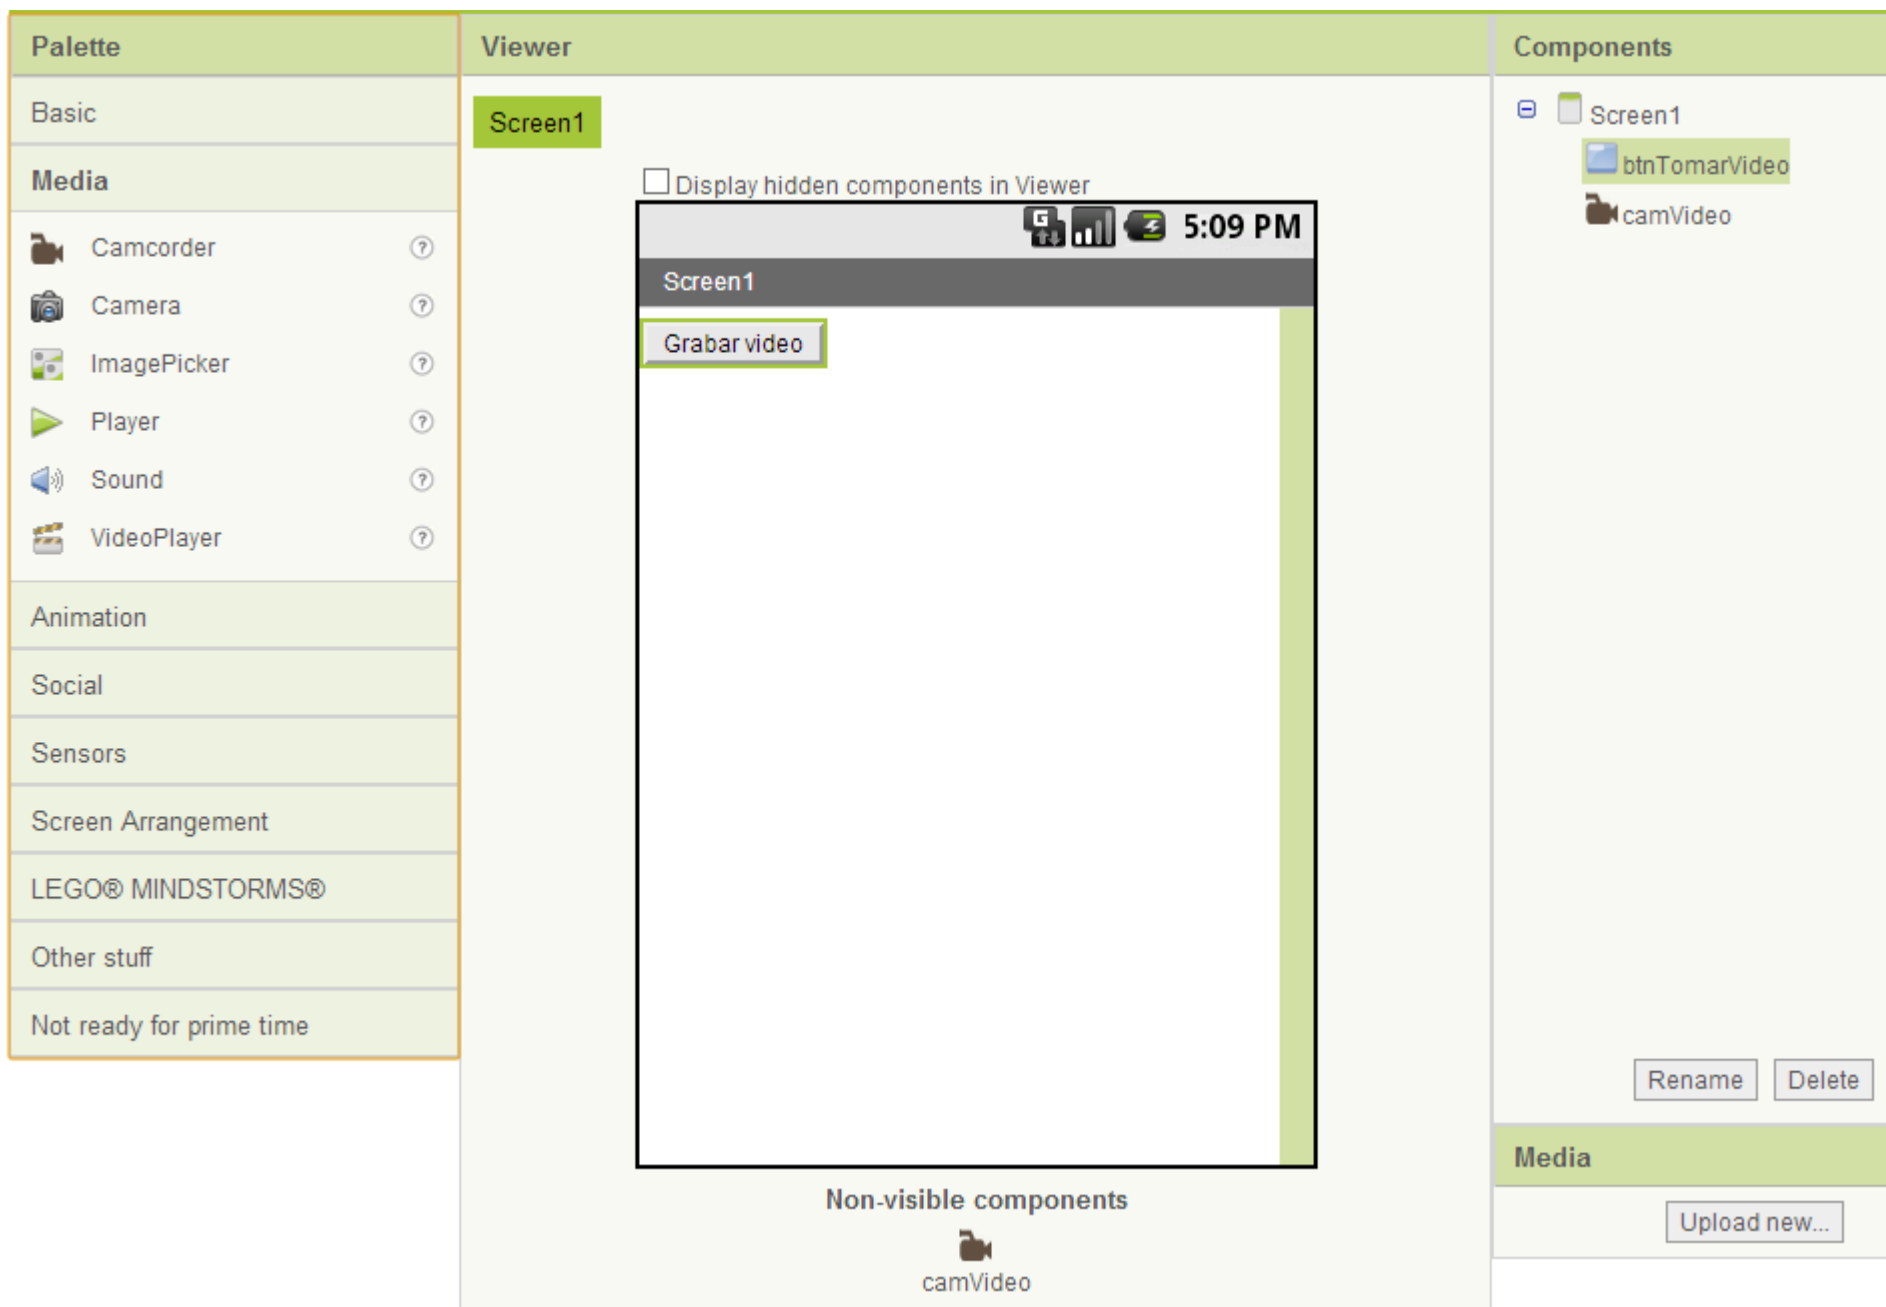 Palette
Basic
Media
Camcorder ?
Camera ?
ImagePicker ?
Player ?
Sound ?
VideoPlayer ?
Animation
Social
Sensors
Screen Arrangement
LEGO® MINDSTORMS®
Other stuff
Not ready for prime time
Viewer
Screen1
Display hidden components in Viewer
G 5:09 PM
Screen1
Grabar video
Non-visible components
camVideo
Components
Screen1
btnTomarVideo
camVideo
Rename Delete
Media
Upload new...